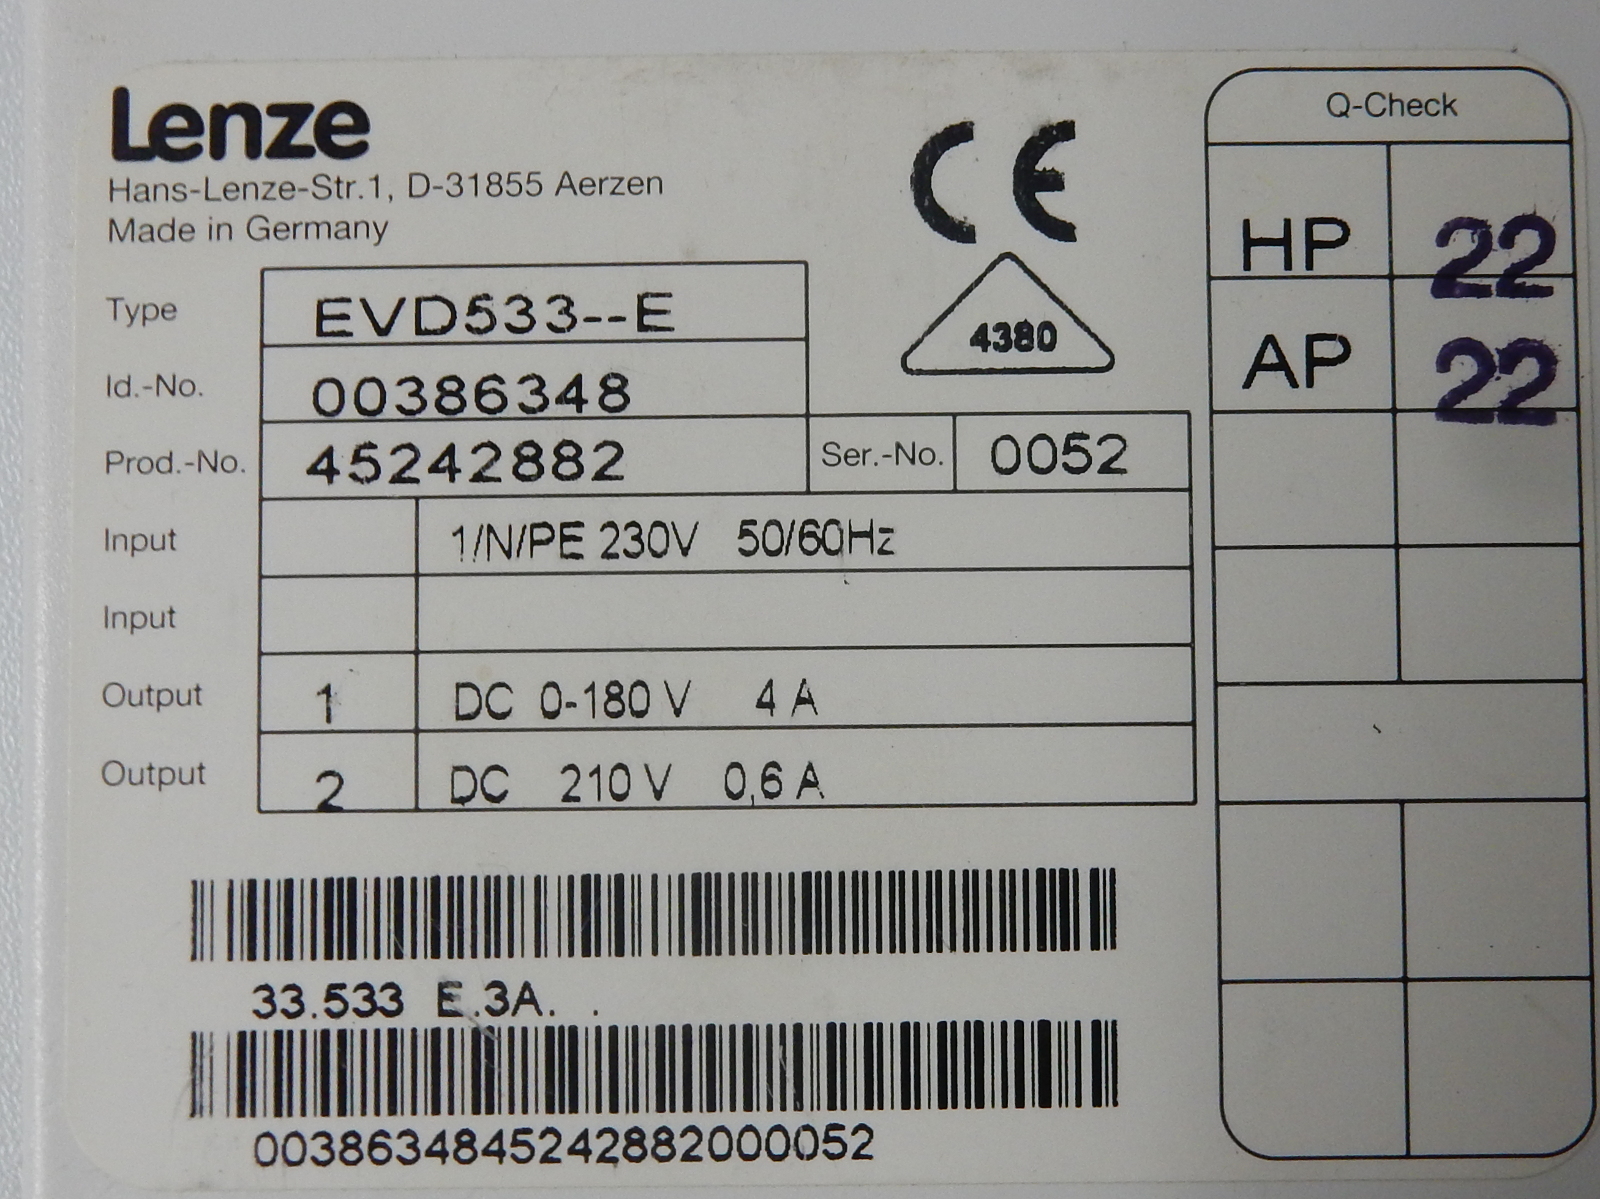 Lenze
Hans-Lenze-Str.1, D-31855 Aerzen
Made in Germany
CE
4380
Type EVD533--E
Id.-No. 00386348
Prod.-No. 45242882 Ser.-No. 0052
Input 1/N/PE 230V 50/60Hz
Input
Output 1 DC 0-180 V 4 A
Output 2 DC 210 V 0,6 A
33.533 E.3A. .
0038634845242882000052
Q-Check
HP 22
AP 22